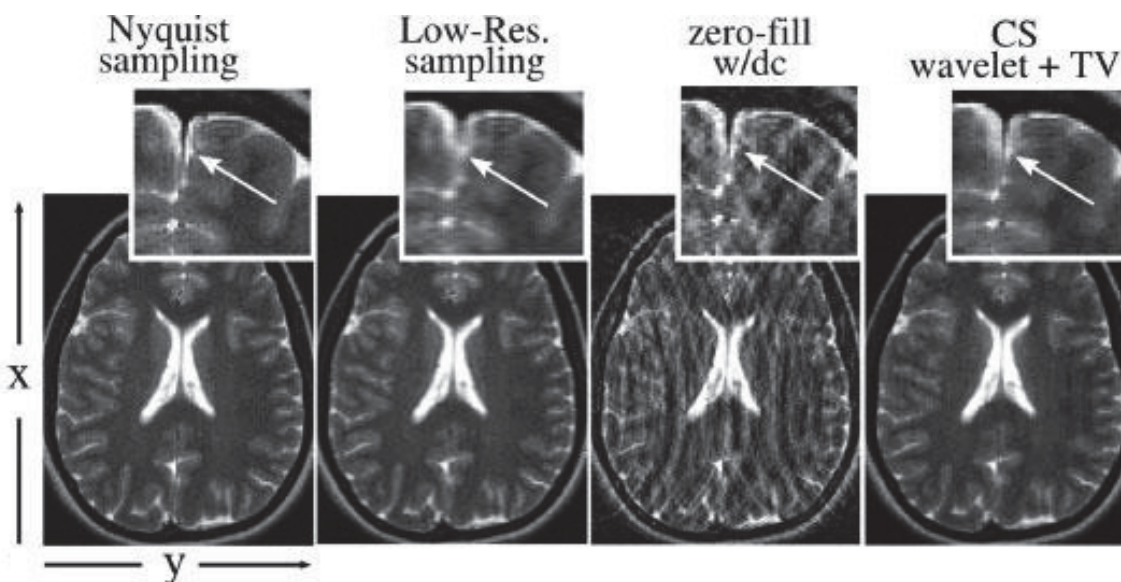 Nyquist
sampling
Low-Res.
sampling
zero-fill
w/dc
CS
wavelet + TV
x
y